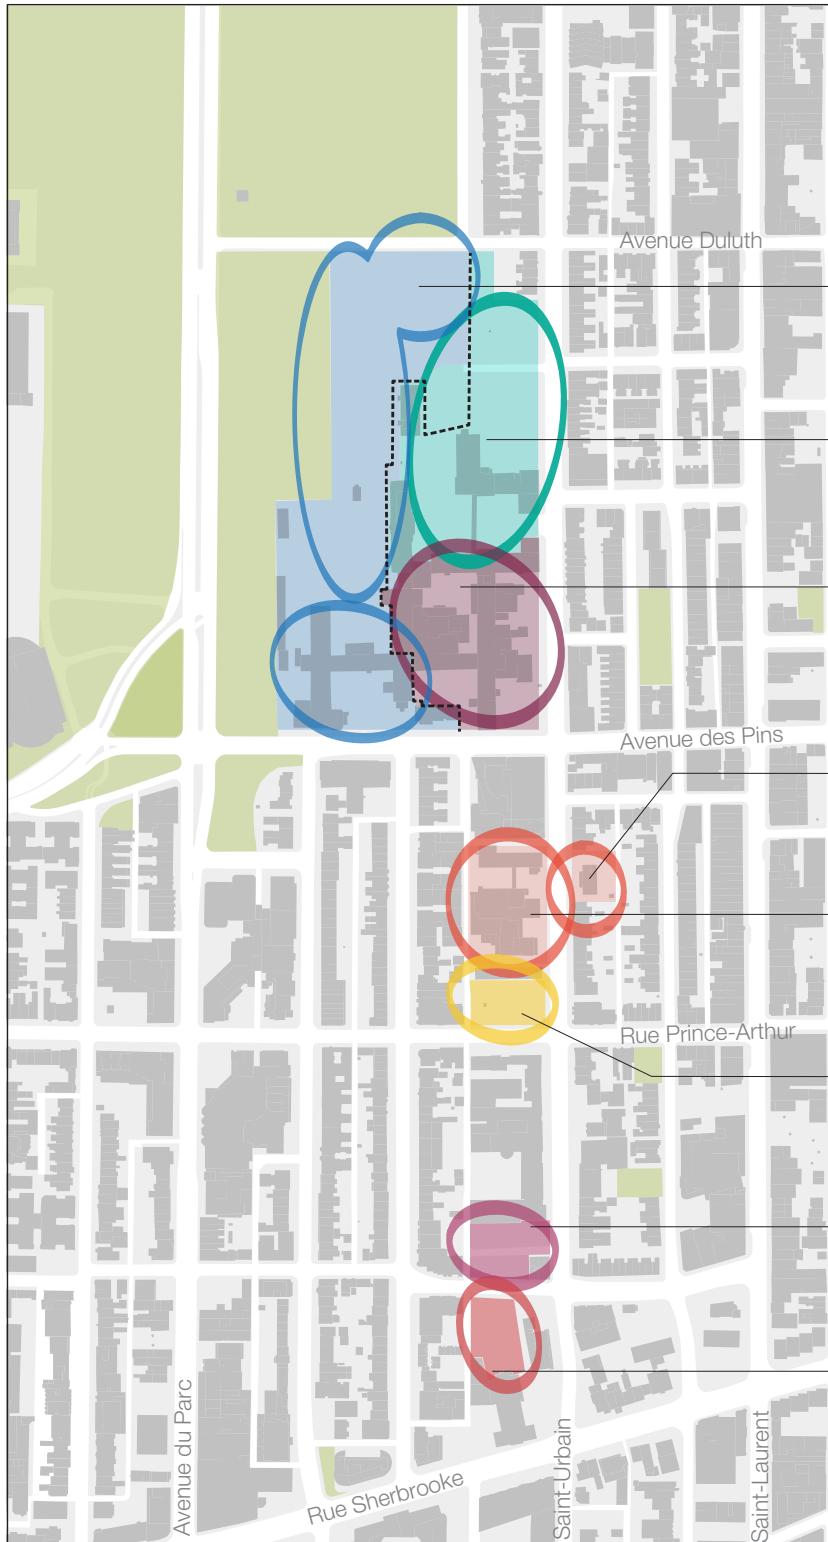 Avenue Duluth
Avenue des Pins
Rue Prince-Arthur
Avenue du Parc
Rue Sherbrooke
Saint-Urbain
Saint-Laurent